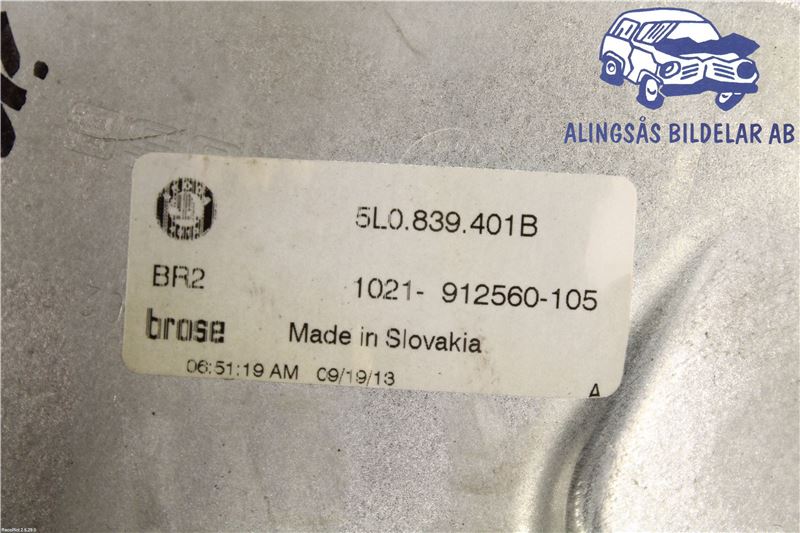 ALINGSÅS BILDELAR AB
5L0.839.401B
BR2 1021- 912560-105
brose Made in Slovakia
06:51:19 AM 09/19/13
A